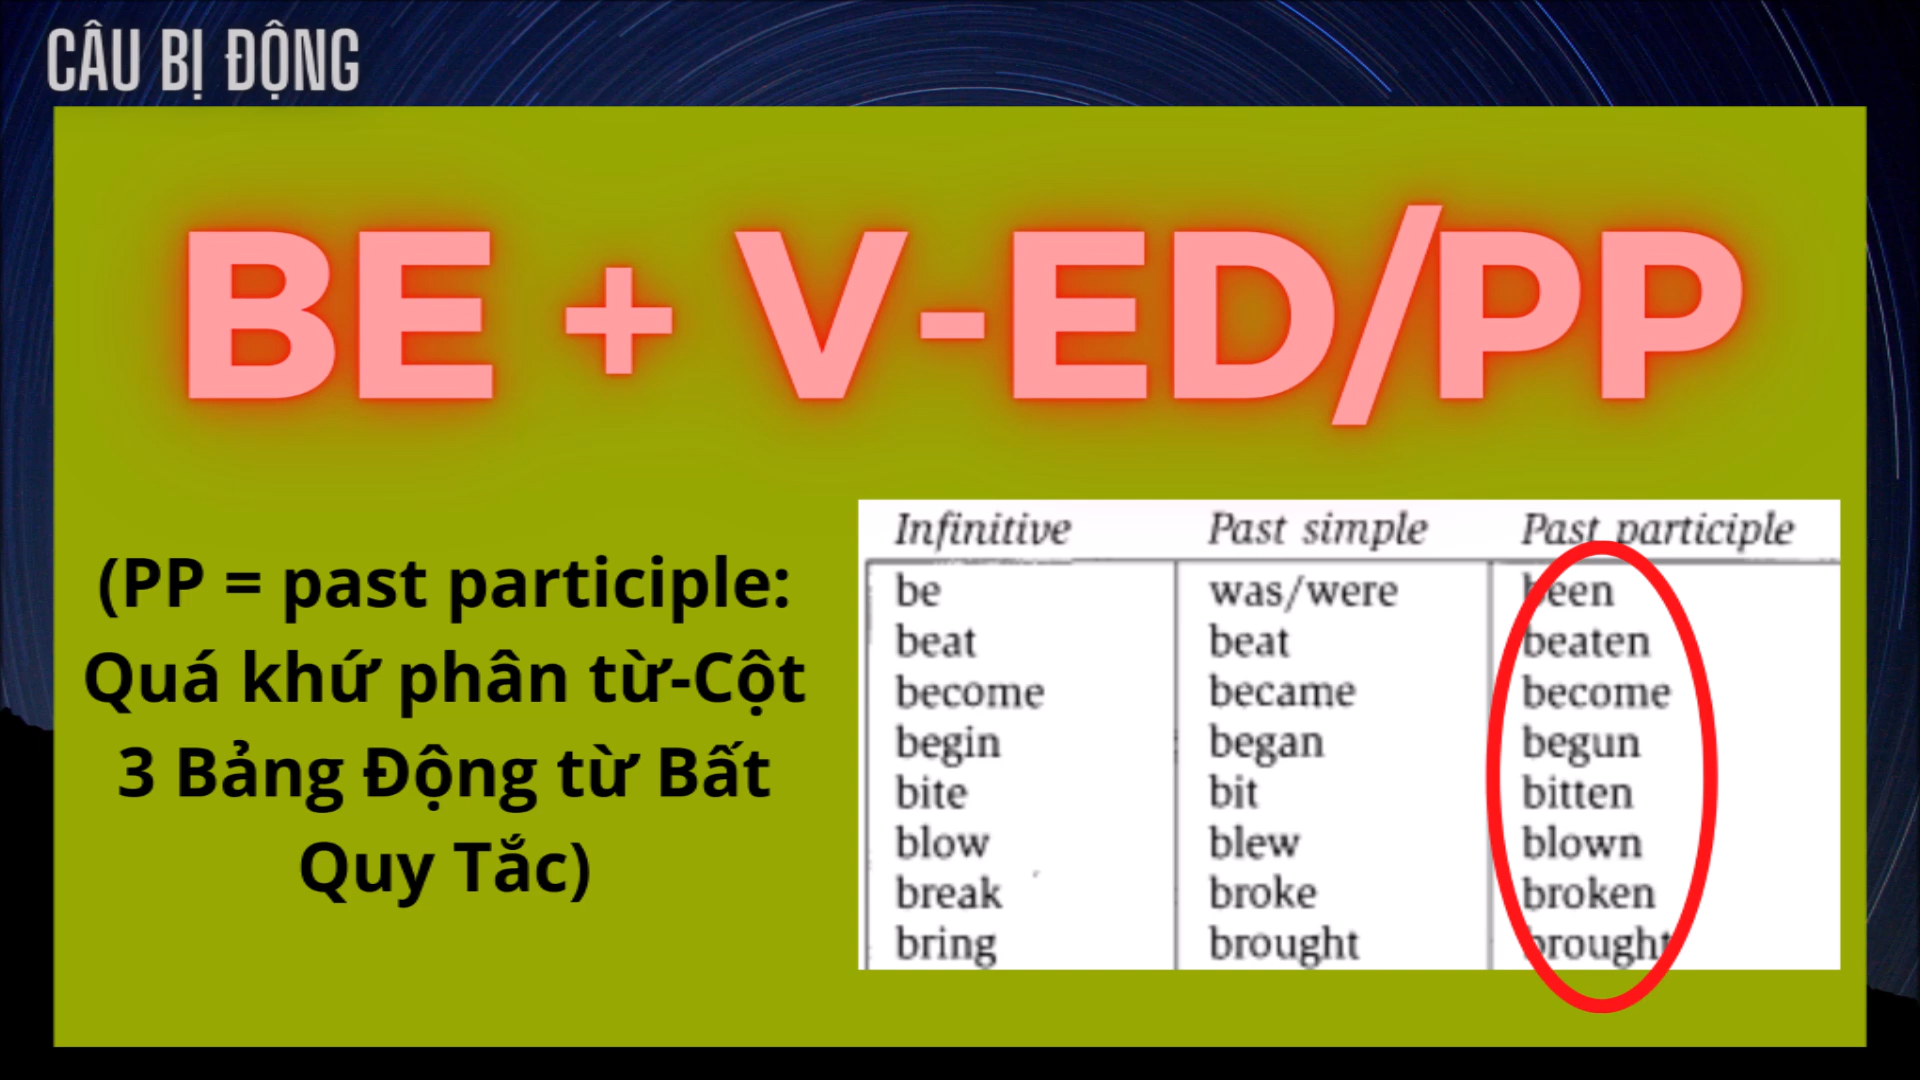 CÂU BỊ ĐỘNG
BE + V-ED/PP
(PP = past participle:
Quá khứ phân từ-Cột
3 Bảng Động từ Bất
Quy Tắc)
Infinitive Past simple Past participle
be was/were been
beat beat beaten
become became become
begin began begun
bite bit bitten
blow blew blown
break broke broken
bring brought brought